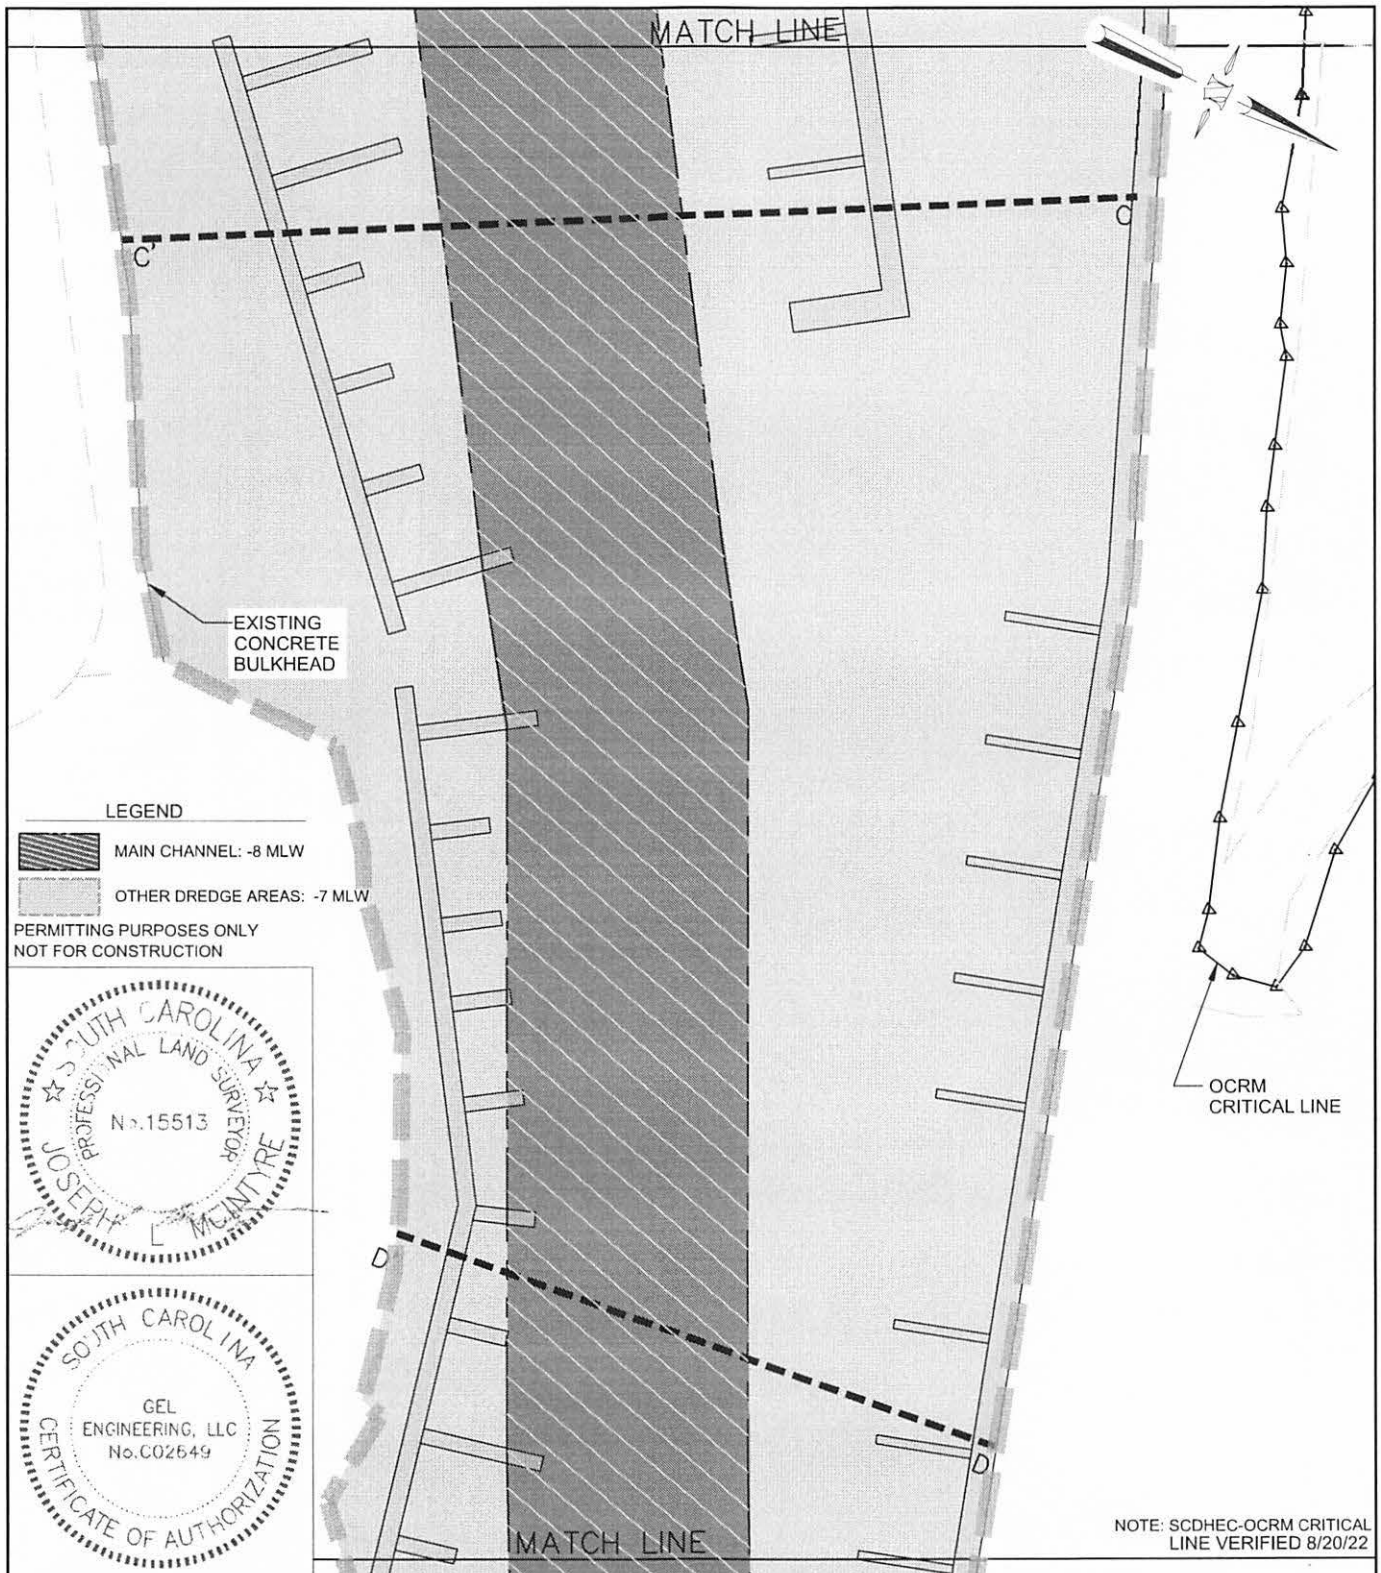 MATCH LINE
C'
C
EXISTING
CONCRETE
BULKHEAD
LEGEND
MAIN CHANNEL: -8 MLW
OTHER DREDGE AREAS: -7 MLW
PERMITTING PURPOSES ONLY
NOT FOR CONSTRUCTION
SOUTH CAROLINA
PROFESSIONAL LAND SURVEYOR
No.15513
JOSEPH L MCINTYRE
OCRM
CRITICAL LINE
D'
D
SOUTH CAROLINA
GEL
ENGINEERING, LLC
No.C02649
CERTIFICATE OF AUTHORIZATION
MATCH LINE
NOTE: SCDHEC-OCRM CRITICAL
LINE VERIFIED 8/20/22